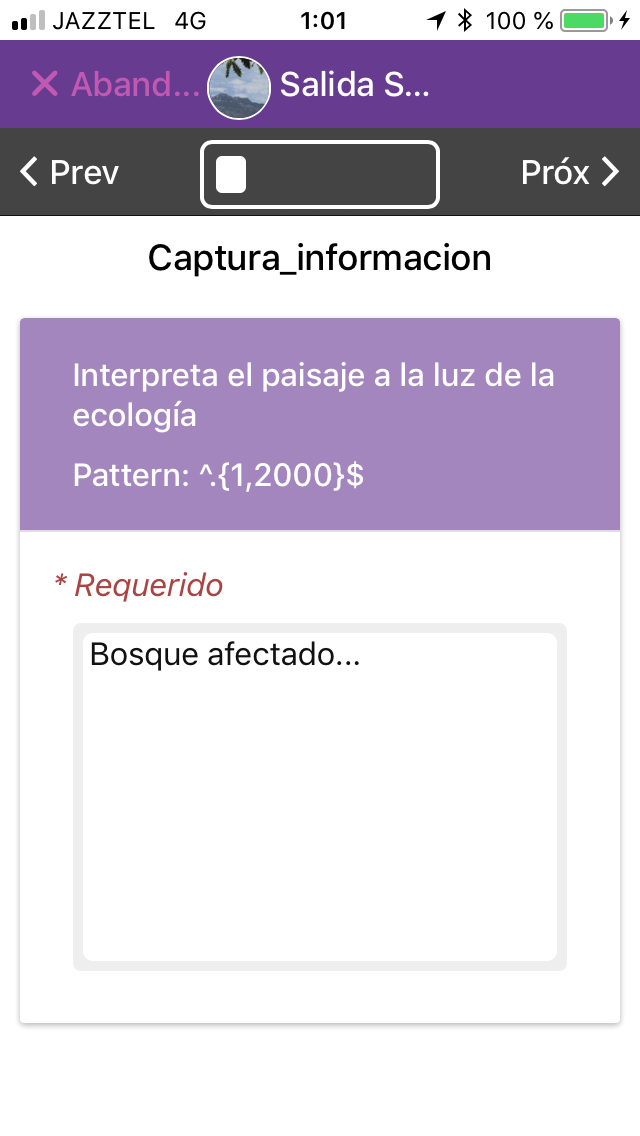 JAZZTEL 4G 1:01 100 %
Aband... Salida S...
Prev Próx
Captura_informacion
Interpreta el paisaje a la luz de la
ecología
Pattern: ^.{1,2000}$
* Requerido
Bosque afectado...